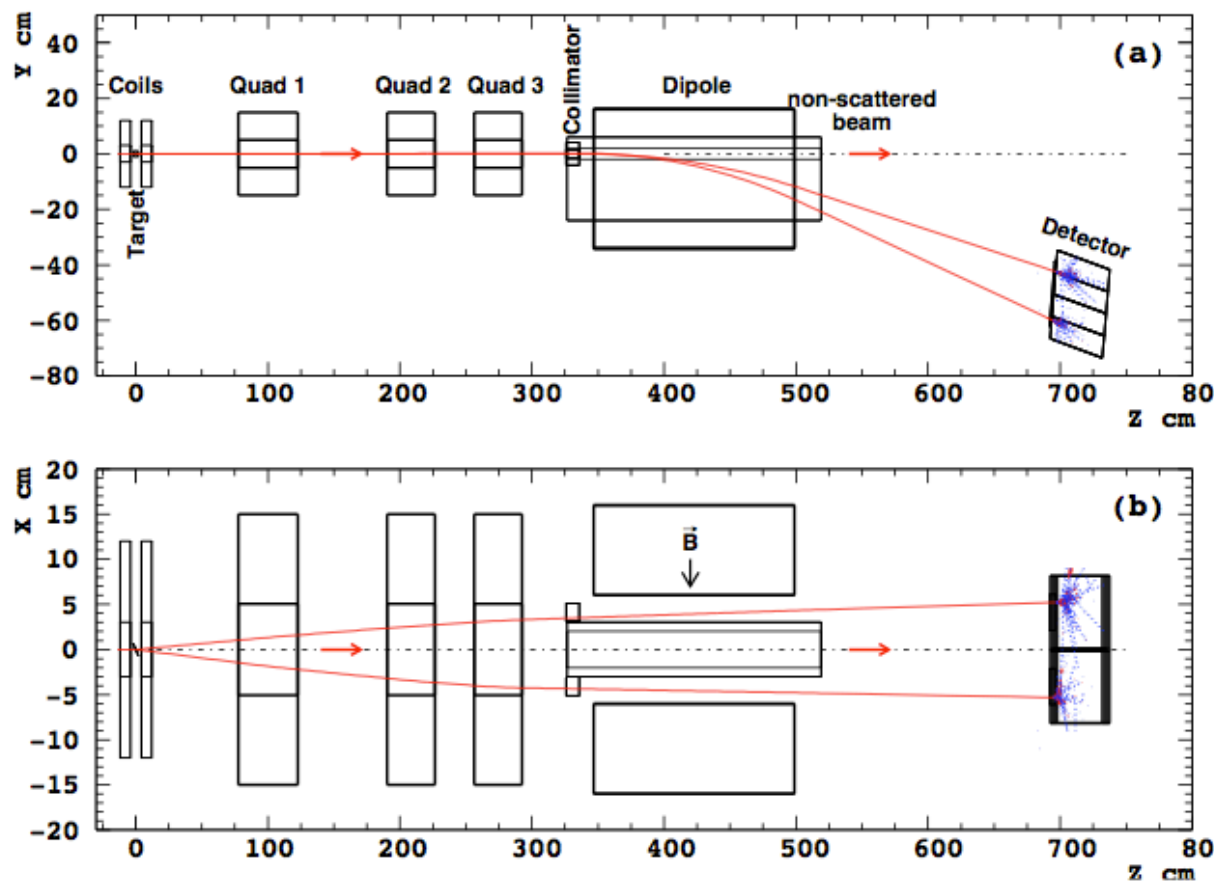 Y cm
40
20
0
-20
-40
-60
-80
(a)
Coils
Quad 1
Quad 2
Quad 3
Collimator
Dipole
non-scattered
beam
Target
Detector
0
100
200
300
400
500
600
700
80
Z cm
X cm
20
15
10
5
0
-5
-10
-15
-20
(b)
B
0
100
200
300
400
500
600
700
80
Z cm